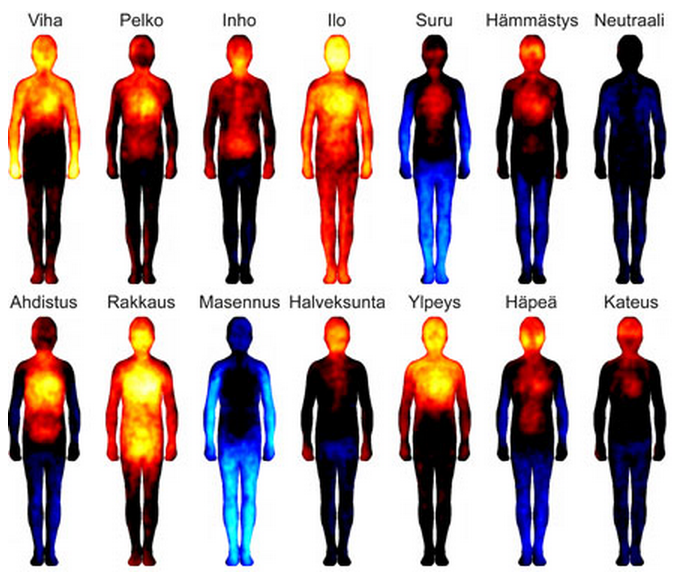 Viha Pelko Inho Ilo Suru Hämmästys Neutraali
Ahdistus Rakkaus Masennus Halveksunta Ylpeys Häpeä Kateus